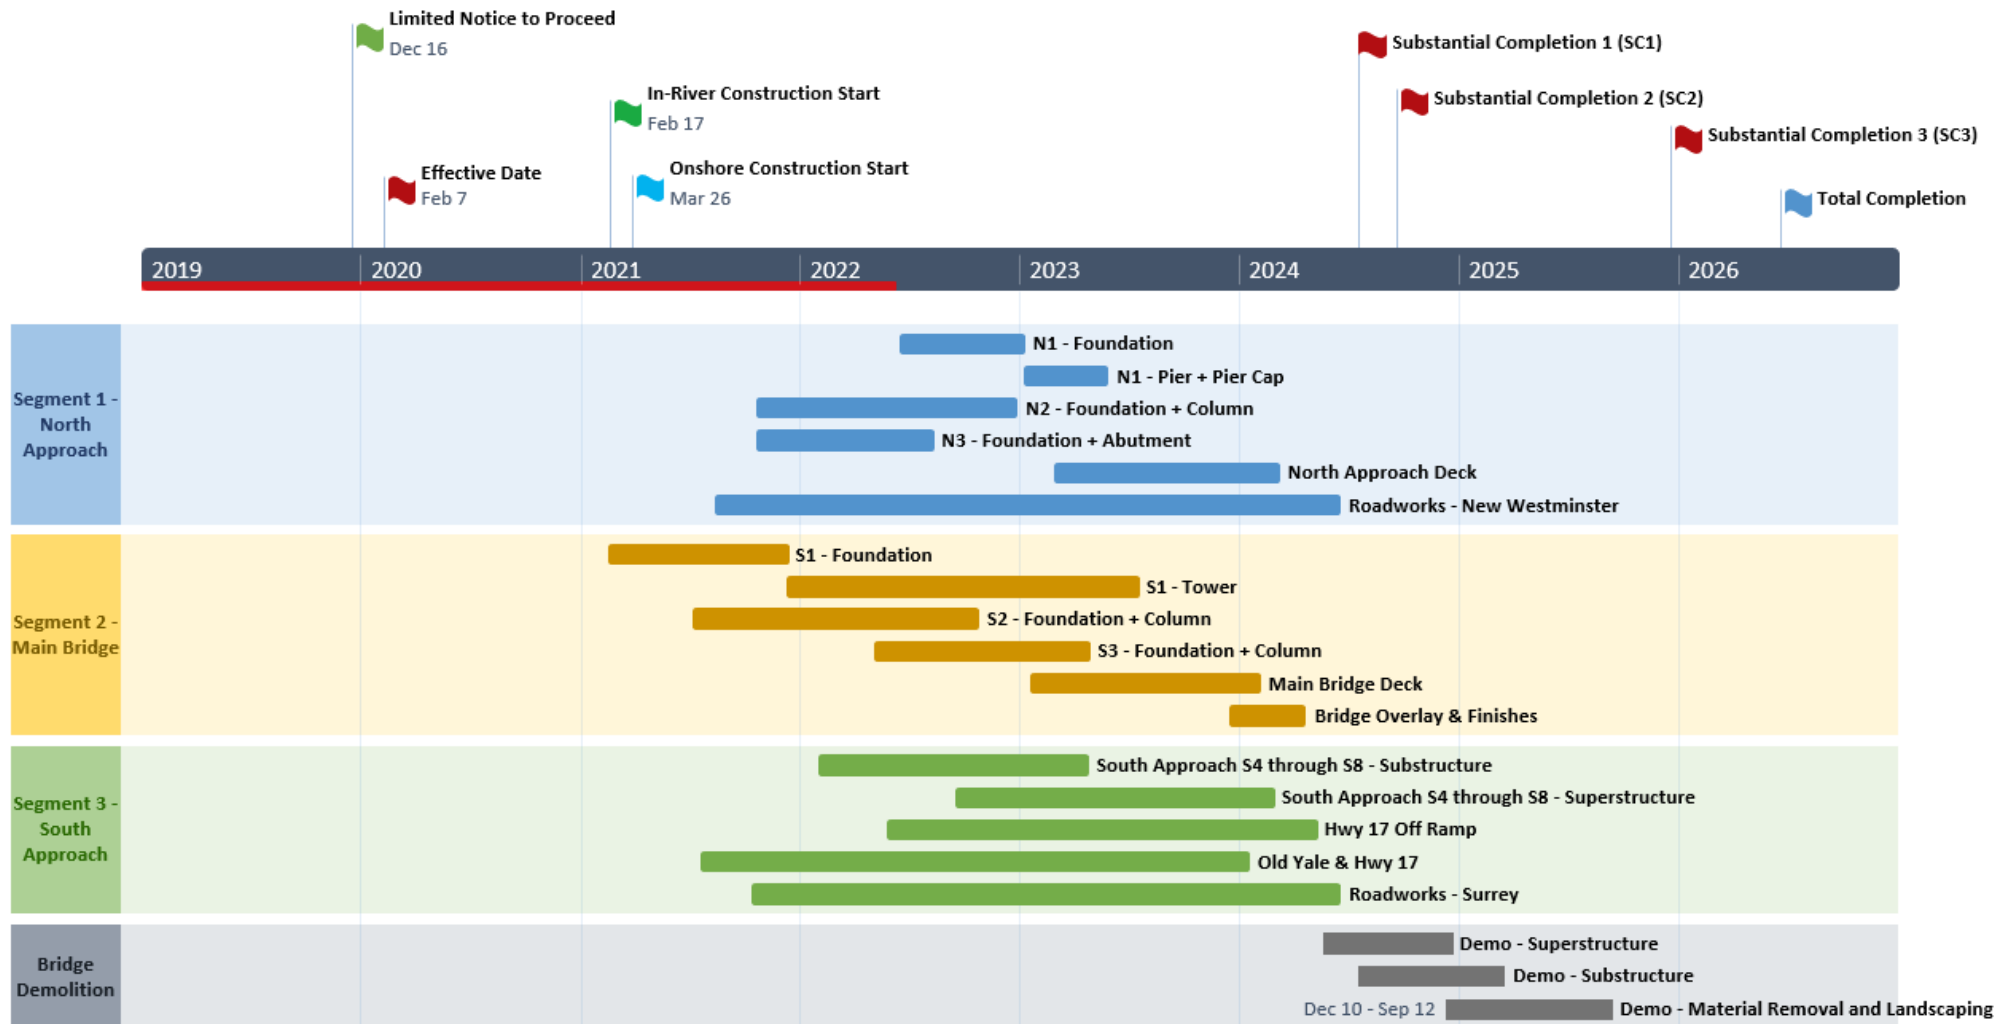 Limited Notice to Proceed
Dec 16
Substantial Completion 1 (SC1)
In-River Construction Start
Feb 17
Substantial Completion 2 (SC2)
Substantial Completion 3 (SC3)
Effective Date
Feb 7
Onshore Construction Start
Mar 26
Total Completion
2019 2020 2021 2022 2023 2024 2025 2026
Segment 1 -
North
Approach
N1 - Foundation
N1 - Pier + Pier Cap
N2 - Foundation + Column
N3 - Foundation + Abutment
North Approach Deck
Roadworks - New Westminster
Segment 2 -
Main Bridge
S1 - Foundation
S1 - Tower
S2 - Foundation + Column
S3 - Foundation + Column
Main Bridge Deck
Bridge Overlay & Finishes
Segment 3 -
South
Approach
South Approach S4 through S8 - Substructure
South Approach S4 through S8 - Superstructure
Hwy 17 Off Ramp
Old Yale & Hwy 17
Roadworks - Surrey
Bridge
Demolition
Demo - Superstructure
Demo - Substructure
Dec 10 - Sep 12 Demo - Material Removal and Landscaping